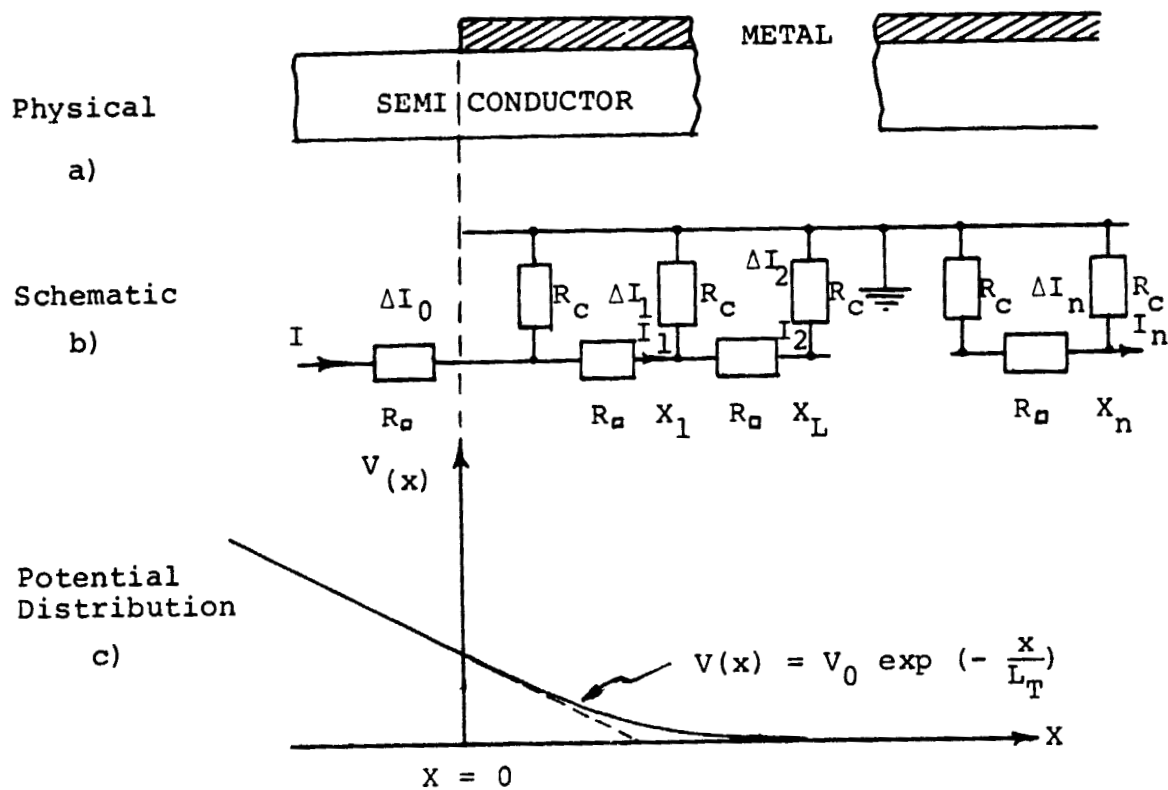 METAL
SEMI CONDUCTOR
Physical
a)
Schematic
b)
I
ΔI0
R□
Rc
ΔI1
I1
Rc
ΔI2
I2
Rc
Rc
ΔIn
Rc
In
R□
X1
R□
XL
R□
Xn
V(x)
Potential
Distribution
c)
V(x) = V0 exp (- x/LT)
X
X = 0